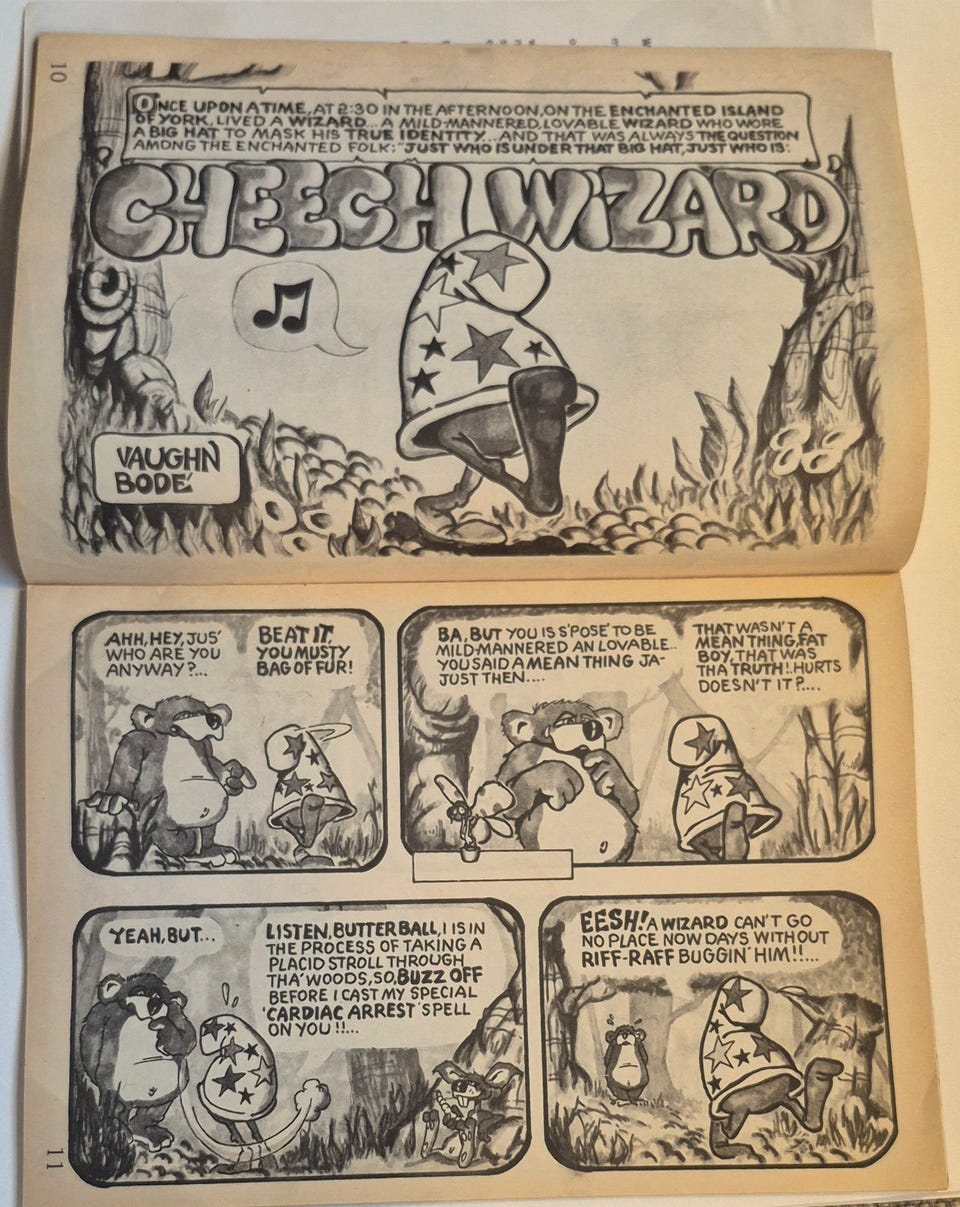 10
ONCE UPON A TIME, AT 2:30 IN THE AFTERNOON, ON THE ENCHANTED ISLAND
OF YORK, LIVED A WIZARD... A MILD-MANNERED, LOVABLE WIZARD WHO WORE
A BIG HAT TO MASK HIS TRUE IDENTITY... AND THAT WAS ALWAYS THE QUESTION
AMONG THE ENCHANTED FOLK: "JUST WHO IS UNDER THAT BIG HAT, JUST WHO IS:
CHEECH WIZARD
VAUGHN
BODÉ
AHH, HEY, JUS'
WHO ARE YOU
ANYWAY?...
BEAT IT,
YOU MUSTY
BAG OF FUR!
BA, BUT YOU IS S'POSE' TO BE
MILD-MANNERED AN LOVABLE..
YOU SAID A MEAN THING JA-
JUST THEN....
THAT WASN'T A
MEAN THING, FAT
BOY, THAT WAS
THA TRUTH!. HURTS
DOESN'T IT?....
YEAH, BUT...
LISTEN, BUTTER BALL, I IS IN
THE PROCESS OF TAKING A
PLACID STROLL THROUGH
THA' WOODS, SO, BUZZ OFF
BEFORE I CAST MY SPECIAL
'CARDIAC ARREST' SPELL
ON YOU!!...
EESH! A WIZARD CAN'T GO
NO PLACE NOW DAYS WITHOUT
RIFF-RAFF BUGGIN' HIM!!...
11